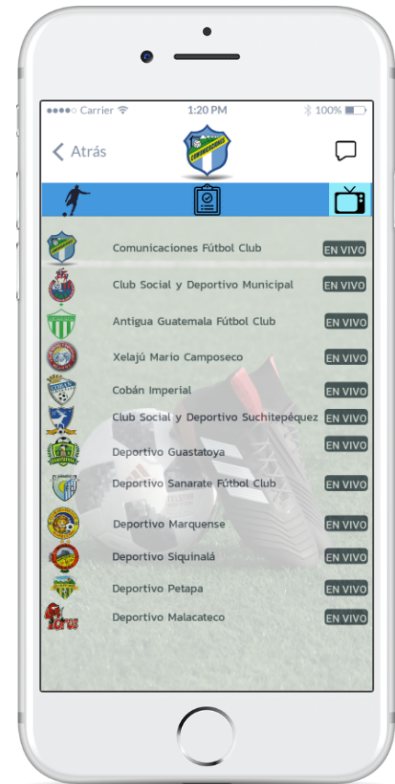 Carrier
1:20 PM
100%
Atrás
COMUNICACIONES
Comunicaciones Fútbol Club EN VIVO
Club Social y Deportivo Municipal EN VIVO
Antigua Guatemala Fútbol Club EN VIVO
Xelajú Mario Camposeco EN VIVO
Cobán Imperial EN VIVO
Club Social y Deportivo Suchitepéquez EN VIVO
Deportivo Guastatoya EN VIVO
Deportivo Sanarate Fútbol Club EN VIVO
Deportivo Marquense EN VIVO
Deportivo Siquinalá EN VIVO
Deportivo Petapa EN VIVO
Deportivo Malacateco EN VIVO